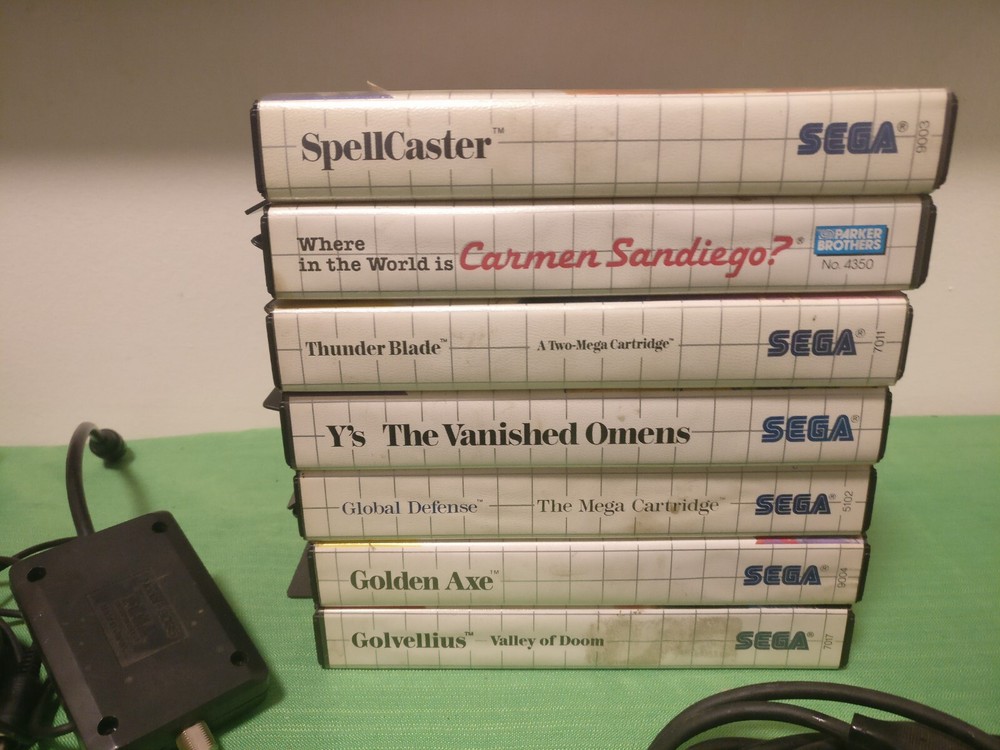 SpellCaster™ SEGA® 9003
Where
in the World is Carmen Sandiego?® PARKER BROTHERS No. 4350
Thunder Blade™ A Two-Mega Cartridge™ SEGA® 7011
Y's The Vanished Omens SEGA®
Global Defense™ The Mega Cartridge™ SEGA® 5102
Golden Axe™ SEGA® 9004
Golvellius™ Valley of Doom SEGA® 7017